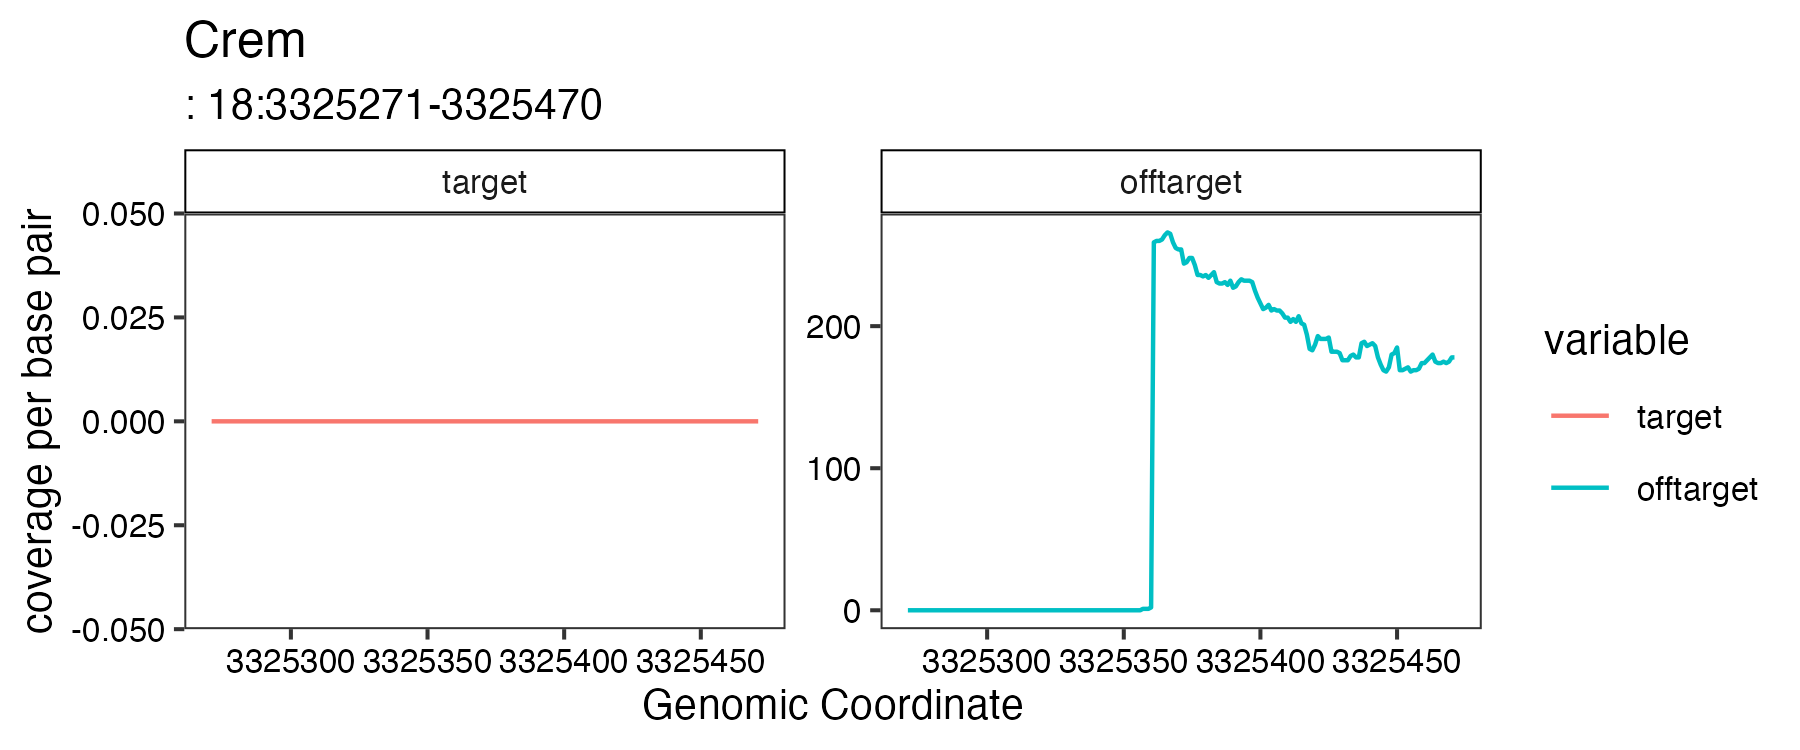 Crem
: 18:3325271-3325470
target
offtarget
coverage per base pair
0.050
0.025
0.000
-0.025
-0.050
3325300 3325350 3325400 3325450
200
100
0
3325300 3325350 3325400 3325450
Genomic Coordinate
variable
target
offtarget